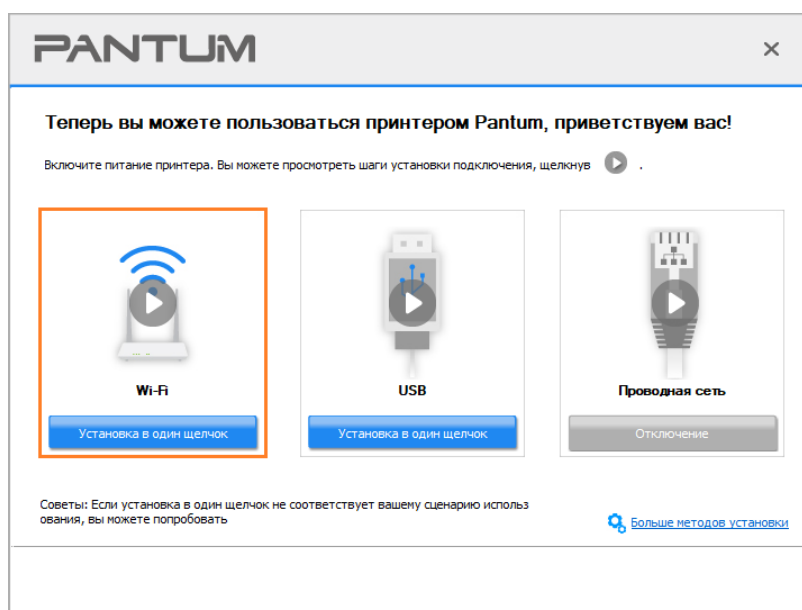 PANTUM
Теперь вы можете пользоваться принтером Pantum, приветствуем вас!
Включите питание принтера. Вы можете просмотреть шаги установки подключения, щелкнув .
Wi-Fi
USB
Проводная сеть
Установка в один щелчок
Установка в один щелчок
Отключение
Советы: Если установка в один щелчок не соответствует вашему сценарию использ
ования, вы можете попробовать
Больше методов установки